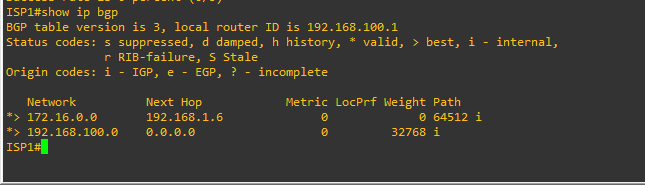 ISP1#show ip bgp
BGP table version is 3, local router ID is 192.168.100.1
Status codes: s suppressed, d damped, h history, * valid, > best, i - internal,
              r RIB-failure, S Stale
Origin codes: i - IGP, e - EGP, ? - incomplete

   Network          Next Hop            Metric LocPrf Weight Path
*> 172.16.0.0       192.168.1.6              0             0 64512 i
*> 192.168.100.0    0.0.0.0                  0         32768 i
ISP1#